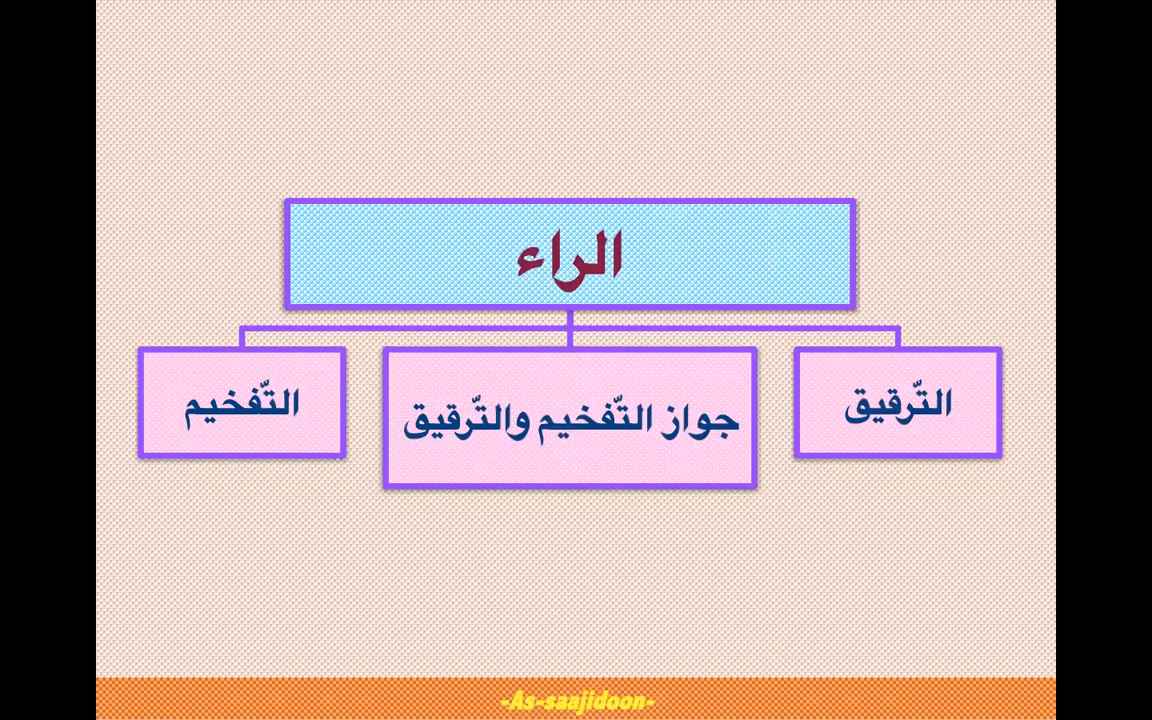 الراء
التّرقيق
جواز التّفخيم والتّرقيق
التّفخيم
-As-saajidoon-